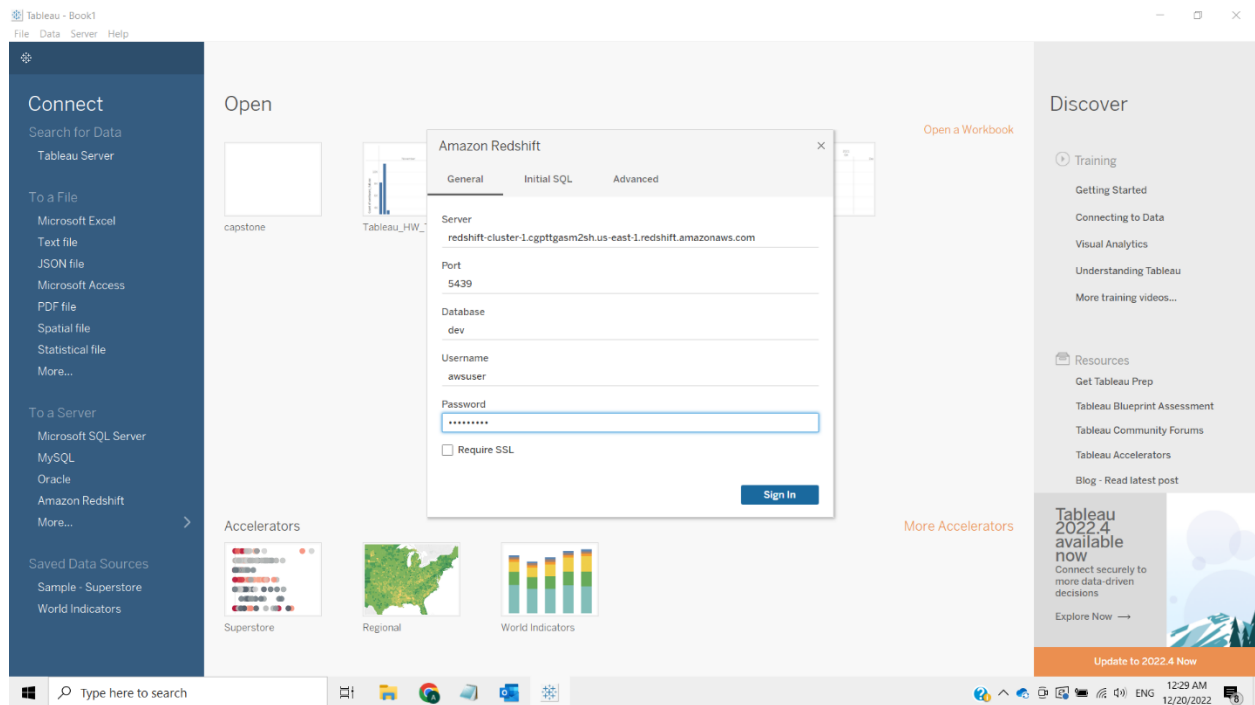 Tableau - Book1
File Data Server Help
Connect
Search for Data
Tableau Server
To a File
Microsoft Excel
Text file
JSON file
Microsoft Access
PDF file
Spatial file
Statistical file
More...
To a Server
Microsoft SQL Server
MySQL
Oracle
Amazon Redshift
More...
Saved Data Sources
Sample - Superstore
World Indicators
Open
Open a Workbook
capstone
Tableau_HW_
Amazon Redshift
General Initial SQL Advanced
Server
redshift-cluster-1.cgpttgasm2sh.us-east-1.redshift.amazonaws.com
Port
5439
Database
dev
Username
awsuser
Password
•••••••••
Require SSL
Sign In
Accelerators
More Accelerators
Superstore
Regional
World Indicators
Discover
Training
Getting Started
Connecting to Data
Visual Analytics
Understanding Tableau
More training videos...
Resources
Get Tableau Prep
Tableau Blueprint Assessment
Tableau Community Forums
Tableau Accelerators
Blog - Read latest post
Tableau
2022.4
available
now
Connect securely to
more data-driven
decisions
Explore Now →
Update to 2022.4 Now
Type here to search
ENG
12:29 AM
12/20/2022
8